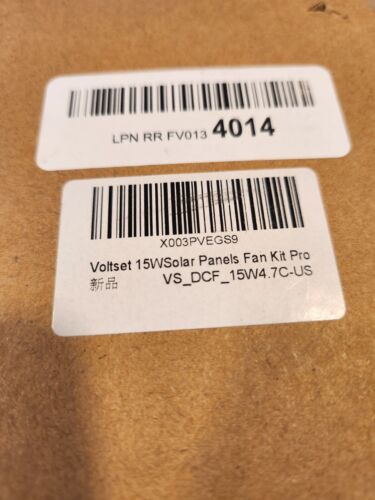 LPN RR FV013 4014
X003PVEGS9
Voltset 15WSolar Panels Fan Kit Pro
新品 VS_DCF_15W4.7C-US